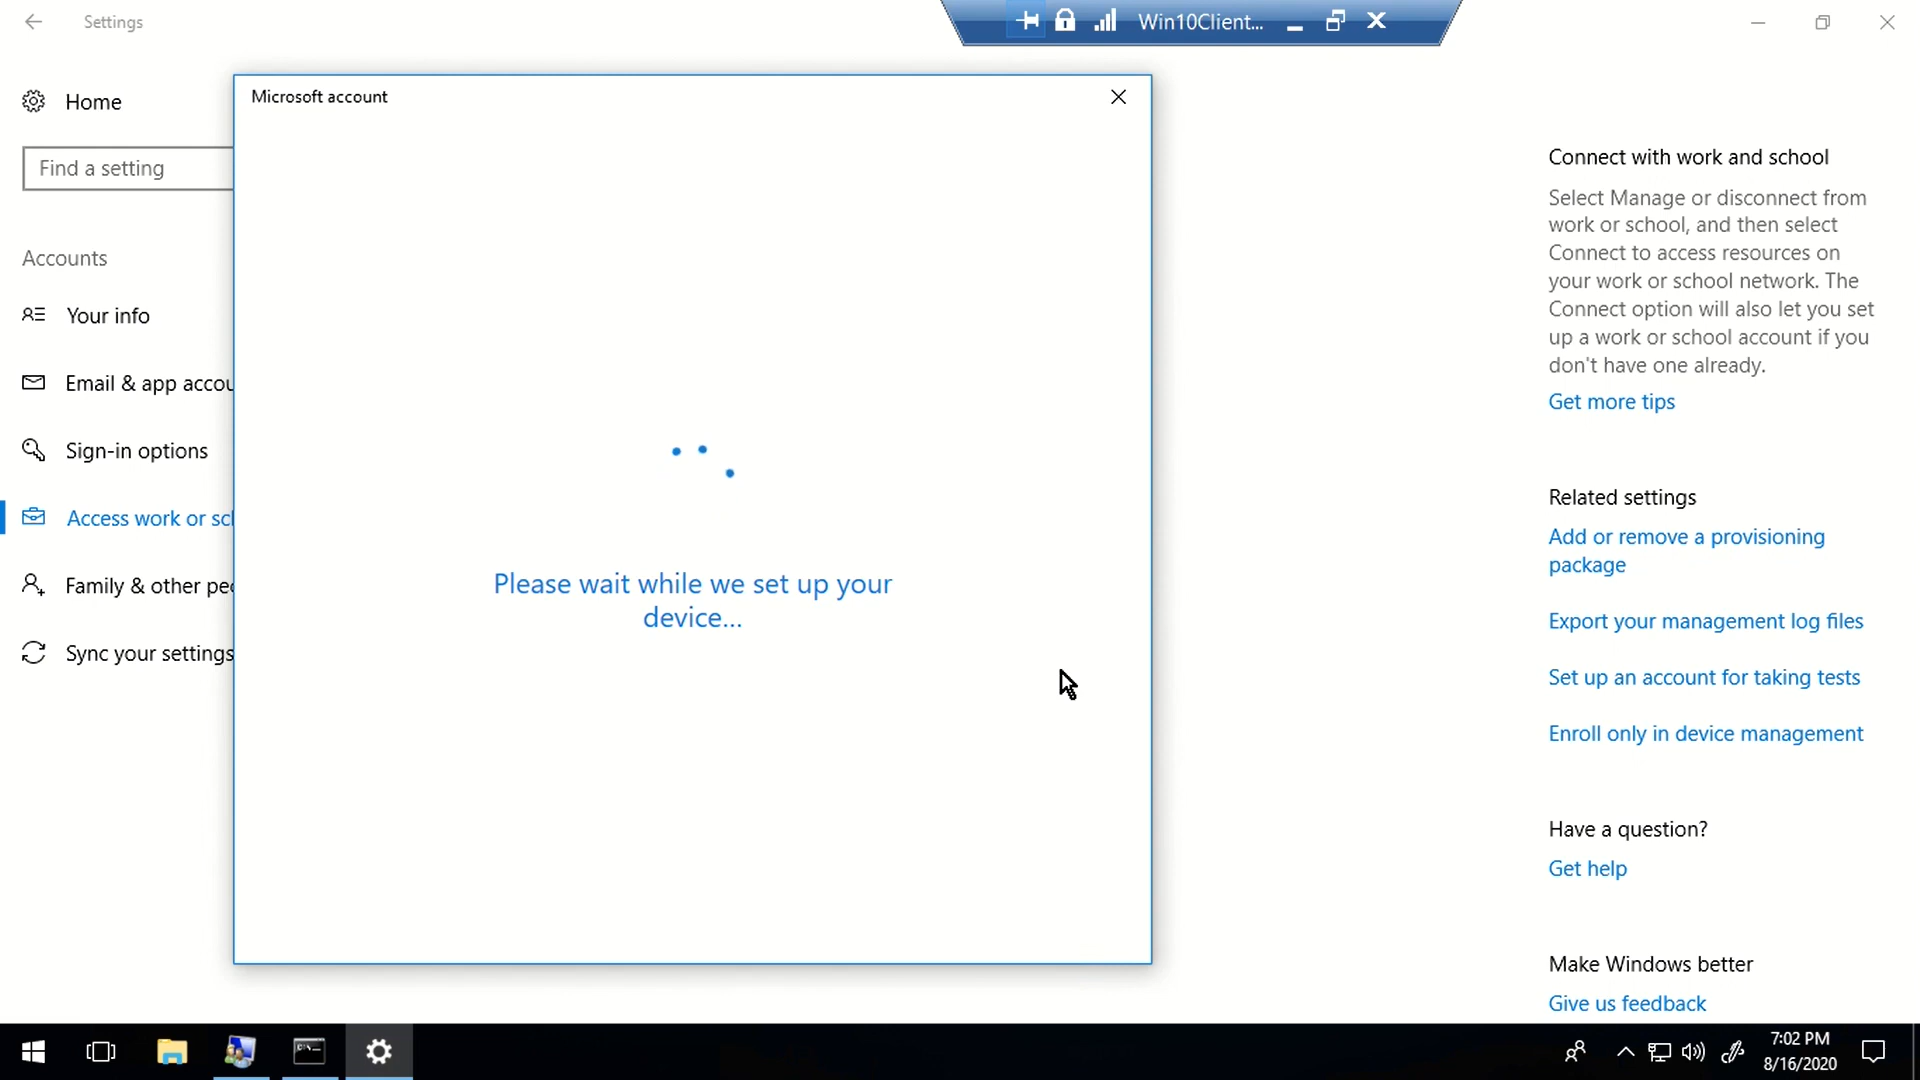 Settings
Win10Client...
Home
Find a setting
Accounts
Your info
Email & app accou
Sign-in options
Access work or scl
Family & other pe
Sync your settings
Microsoft account
Please wait while we set up your
device...
Connect with work and school
Select Manage or disconnect from
work or school, and then select
Connect to access resources on
your work or school network. The
Connect option will also let you set
up a work or school account if you
don't have one already.
Get more tips
Related settings
Add or remove a provisioning
package
Export your management log files
Set up an account for taking tests
Enroll only in device management
Have a question?
Get help
Make Windows better
Give us feedback
7:02 PM
8/16/2020